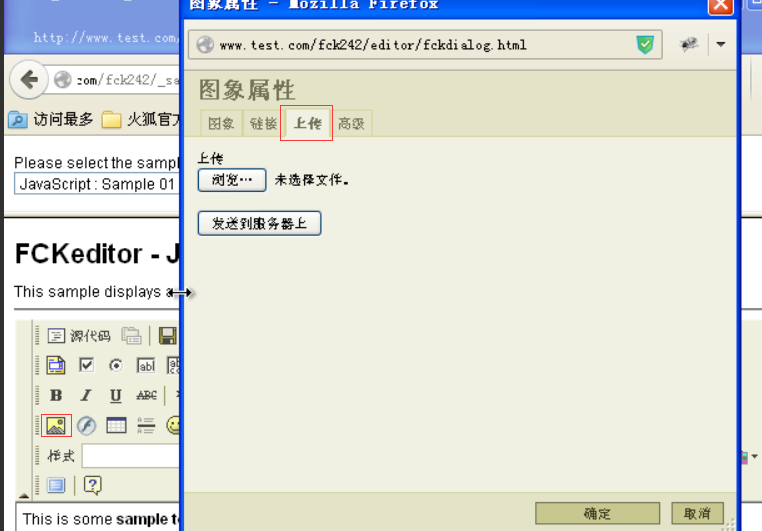 图象属性 - Mozilla Firefox
http://www.test.com/
www.test.com/fck242/editor/fckdialog.html
com/fck242/_sa
访问最多 火狐官方
图象属性
图象 链接 上传 高级
Please select the sampl
JavaScript : Sample 01
上传
浏览… 未选择文件。
发送到服务器上
FCKeditor - J
This sample displays a
源代码
B I U ABC
样式
This is some sample te
确定 取消